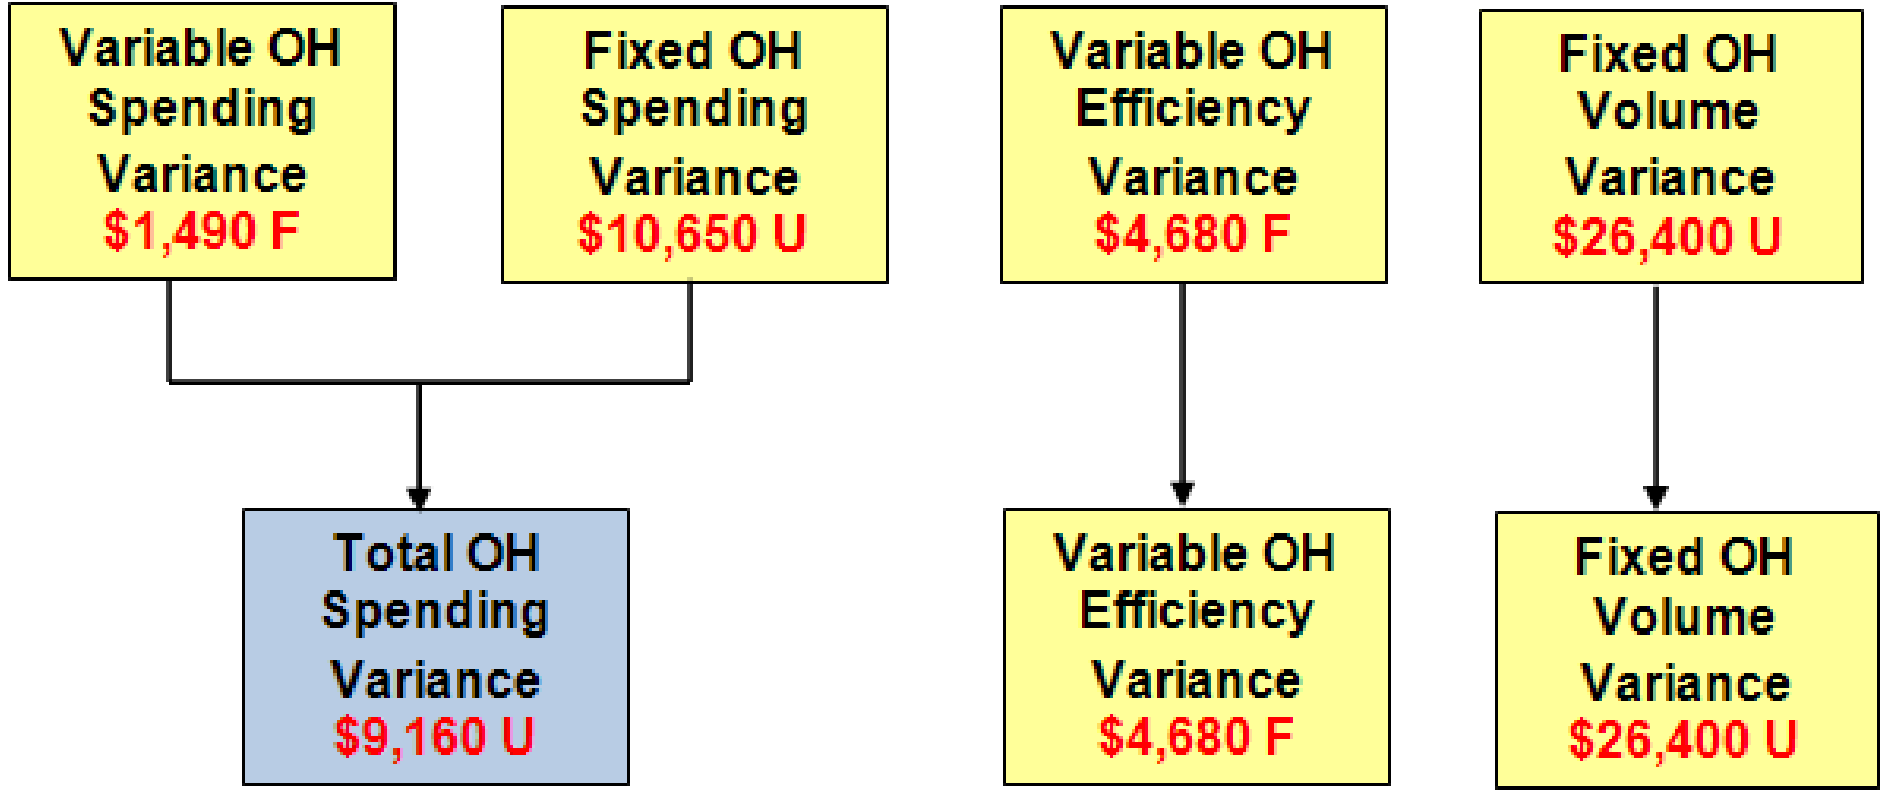 Variable OH
Spending
Variance
$1,490 F
Fixed OH
Spending
Variance
$10,650 U
Variable OH
Efficiency
Variance
$4,680 F
Fixed OH
Volume
Variance
$26,400 U
Total OH
Spending
Variance
$9,160 U
Variable OH
Efficiency
Variance
$4,680 F
Fixed OH
Volume
Variance
$26,400 U